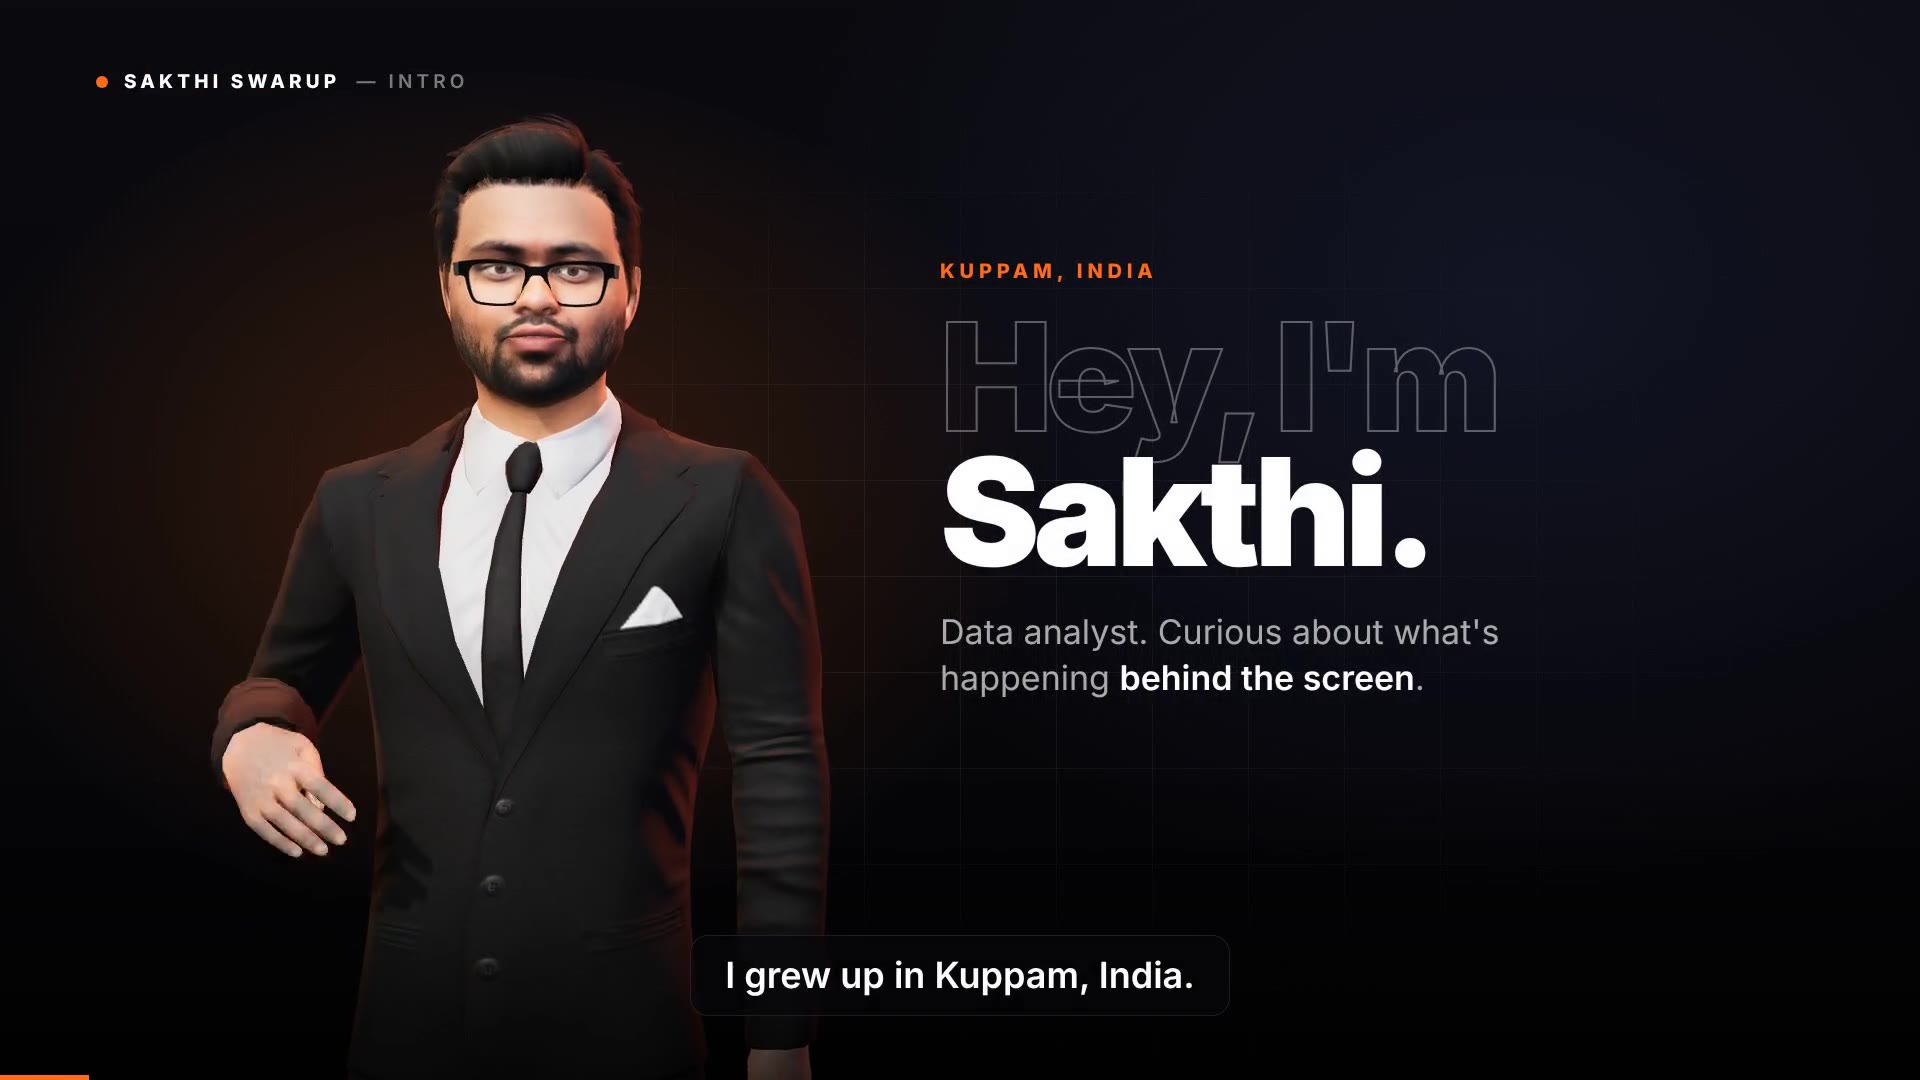 SAKTHI SWARUP — INTRO
KUPPAM, INDIA
Hey, I'm
Sakthi.
Data analyst. Curious about what's
happening behind the screen.
I grew up in Kuppam, India.